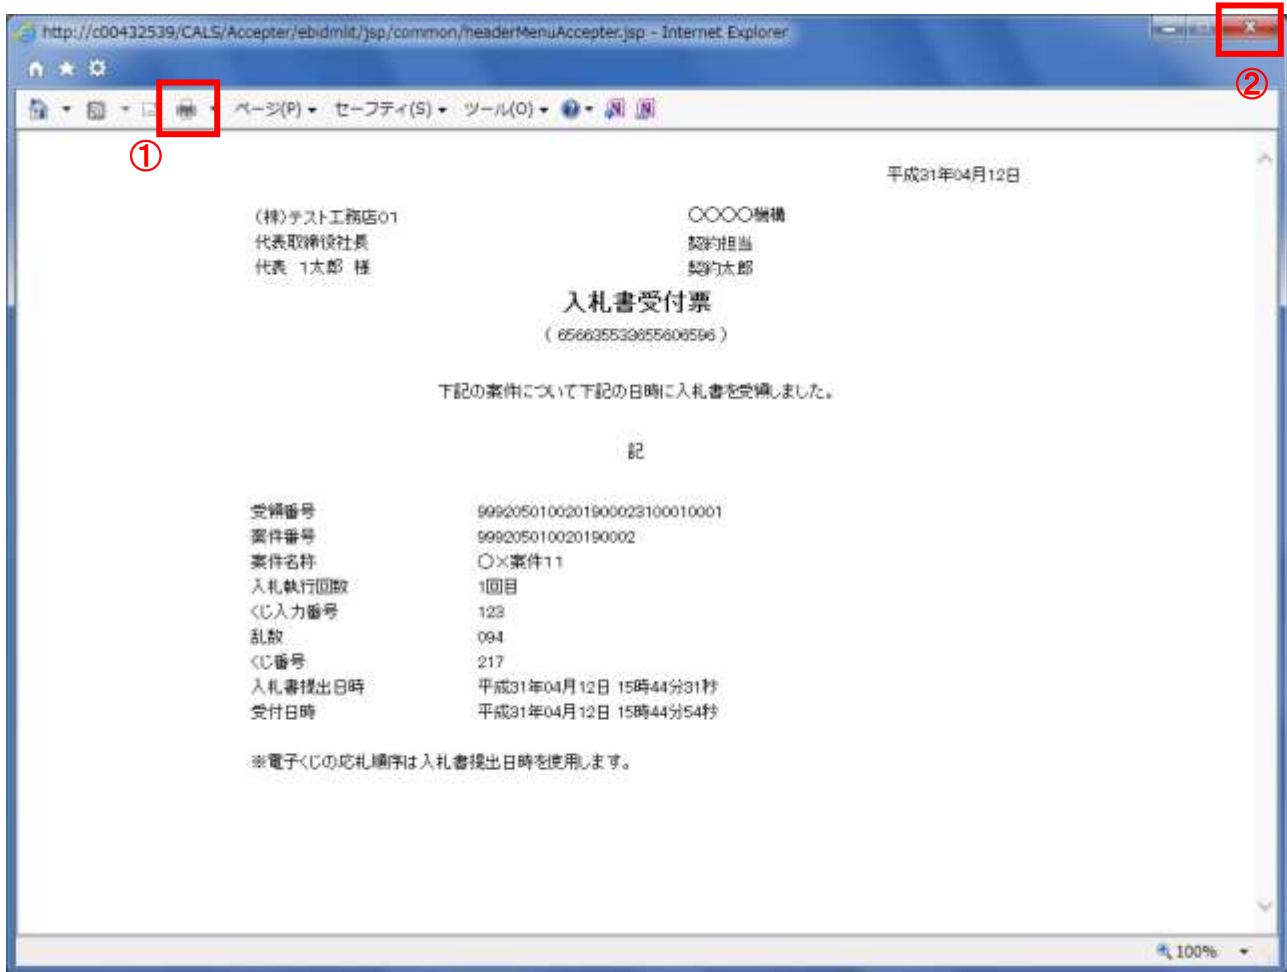 http://c00432539/CALS/Accepter/ebidmlit/jsp/common/headerMenuAccepter.jsp - Internet Explorer
②
ページ(P) セーフティ(S) ツール(O)
①
平成31年04月12日
(株)テスト工務店01 ○○○○機構
代表取締役社長 契約担当
代表 1太郎 様 契約太郎
入札書受付票
( 656635533655606596 )
下記の案件について下記の日時に入札書を受領しました。
記
受領番号 99920501002019000023100010001
案件番号 999205010020190002
案件名称 ○×案件11
入札執行回数 1回目
くじ入力番号 123
乱数 094
くじ番号 217
入札書提出日時 平成31年04月12日 15時44分31秒
受付日時 平成31年04月12日 15時44分54秒
※電子くじの応札順序は入札書提出日時を使用します。
100%